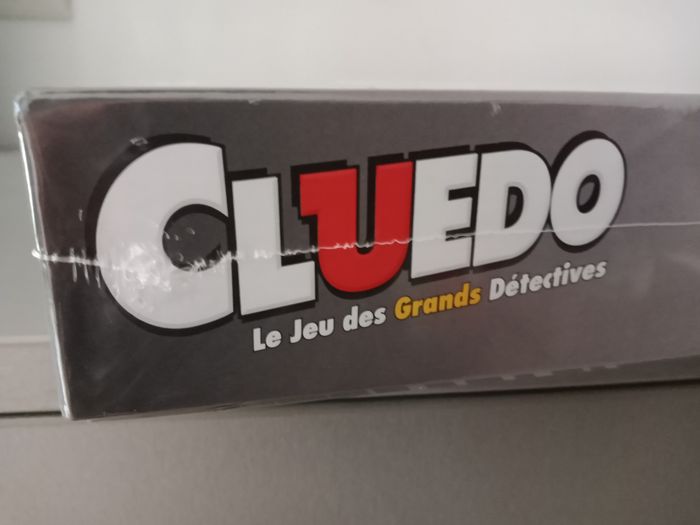 CLUEDO
Le Jeu des Grands Détectives